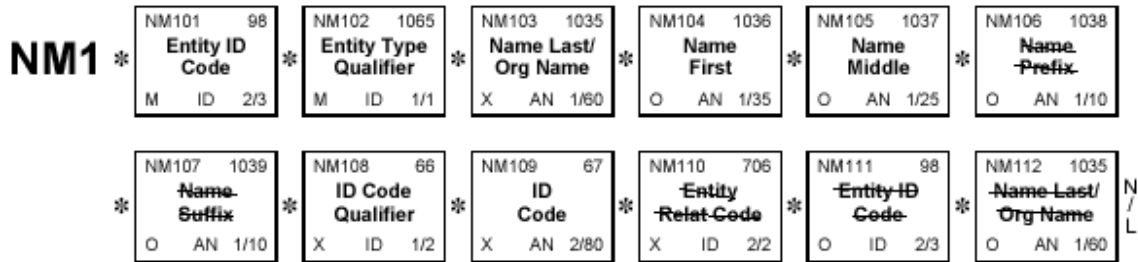 NM101 98 NM102 1065 NM103 1035 NM104 1036 NM105 1037 NM106 1038
NM1 * Entity ID * Entity Type * Name Last/ * Name * Name * Name
Code Qualifier Org Name First Middle Prefix
M ID 2/3 M ID 1/1 X AN 1/60 O AN 1/35 O AN 1/25 O AN 1/10
NM107 1039 NM108 66 NM109 67 NM110 706 NM111 98 NM112 1035
* Name * ID Code * ID * Entity * Entity ID * Name Last/ N
Suffix Qualifier Code Relat Code Code Org Name /
O AN 1/10 X ID 1/2 X AN 2/80 X ID 2/2 O ID 2/3 O AN 1/60 L